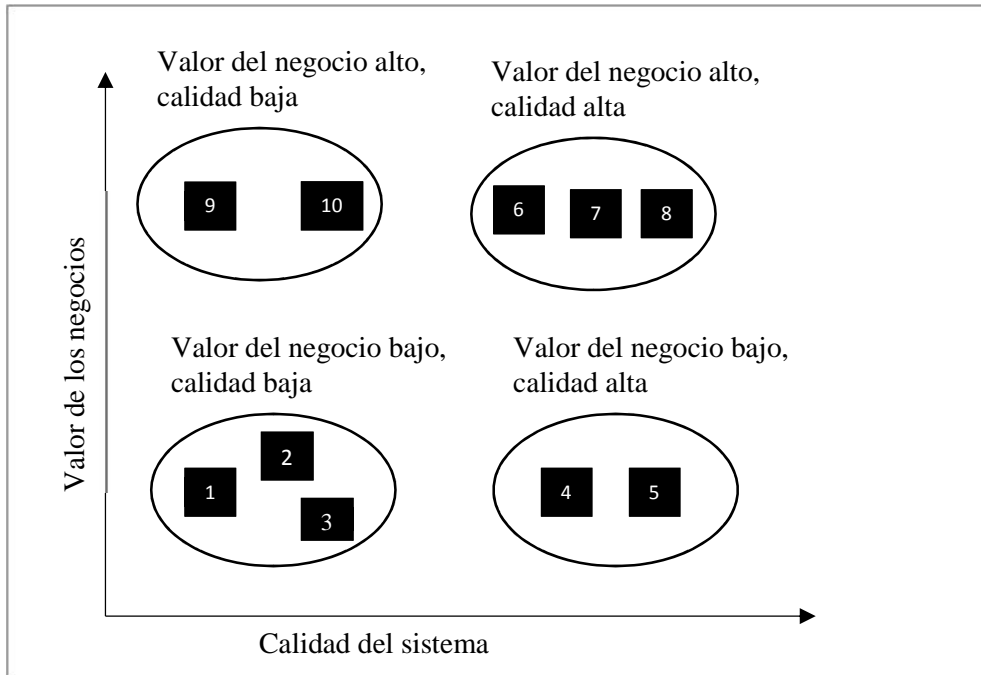 Valor del negocio alto,
calidad baja
Valor del negocio alto,
calidad alta
9
10
6
7
8
Valor de los negocios
Valor del negocio bajo,
calidad baja
Valor del negocio bajo,
calidad alta
2
1
3
4
5
Calidad del sistema